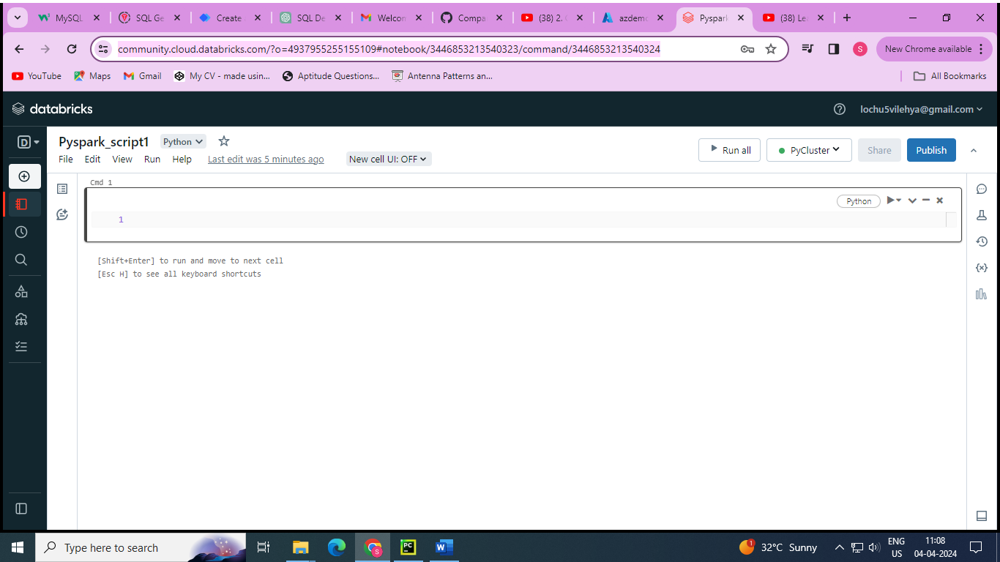 MySQL
SQL Ge
Create
SQL De
Welcon
Compa
(38) 2.
azdemo
Pyspark
(38) Le
community.cloud.databricks.com/?o=4937955255155109#notebook/3446853213540323/command/3446853213540324
S
New Chrome available
YouTube
Maps
Gmail
My CV - made usin...
Aptitude Questions...
Antenna Patterns an...
All Bookmarks
databricks
lochu5vilehya@gmail.com
D
Pyspark_script1
Python
File Edit View Run Help
Last edit was 5 minutes ago
New cell UI: OFF
Run all
PyCluster
Share
Publish
Cmd 1
Python
1
[Shift+Enter] to run and move to next cell
[Esc H] to see all keyboard shortcuts
Type here to search
32°C Sunny
ENG
US
11:08
04-04-2024